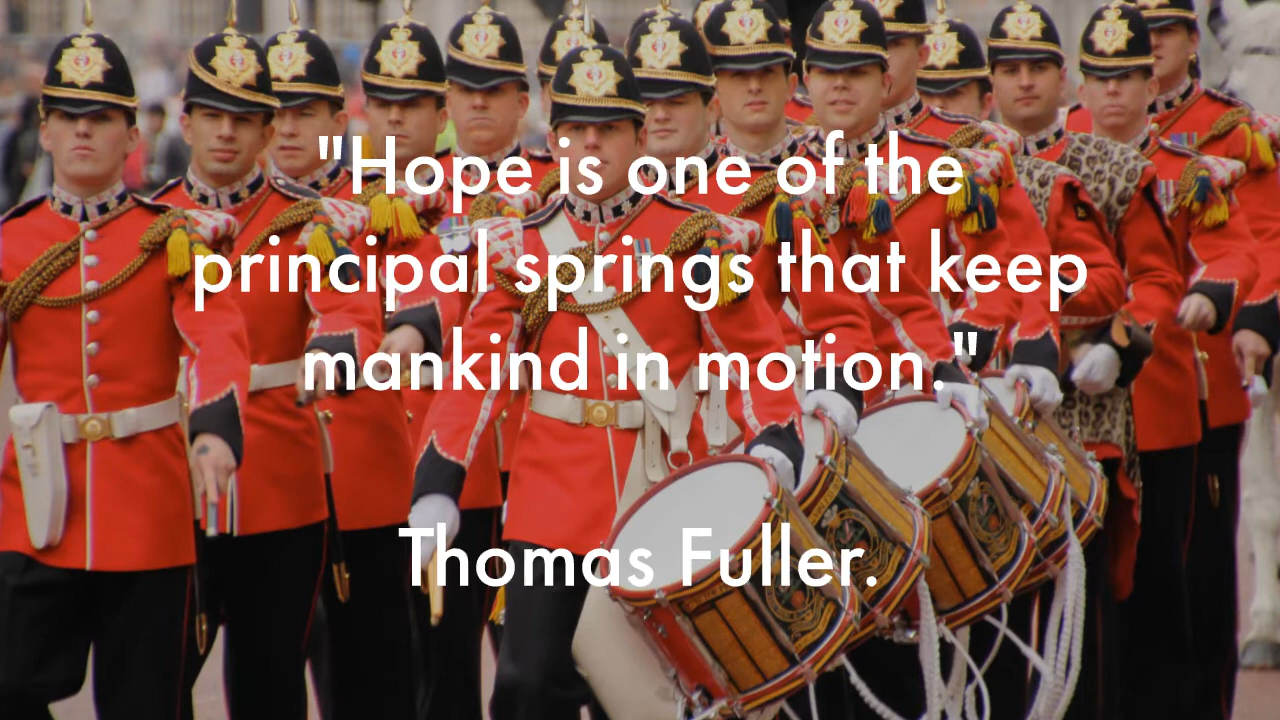 "Hope is one of the
principal springs that keep
mankind in motion."
Thomas Fuller.